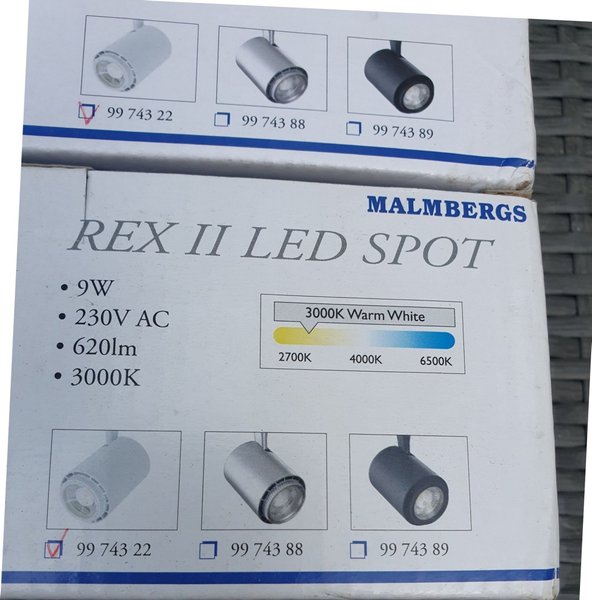 99 743 22 99 743 88 99 743 89
MALMBERGS
REX II LED SPOT
• 9W
• 230V AC
• 620lm
• 3000K
3000K Warm White
2700K 4000K 6500K
99 743 22 99 743 88 99 743 89